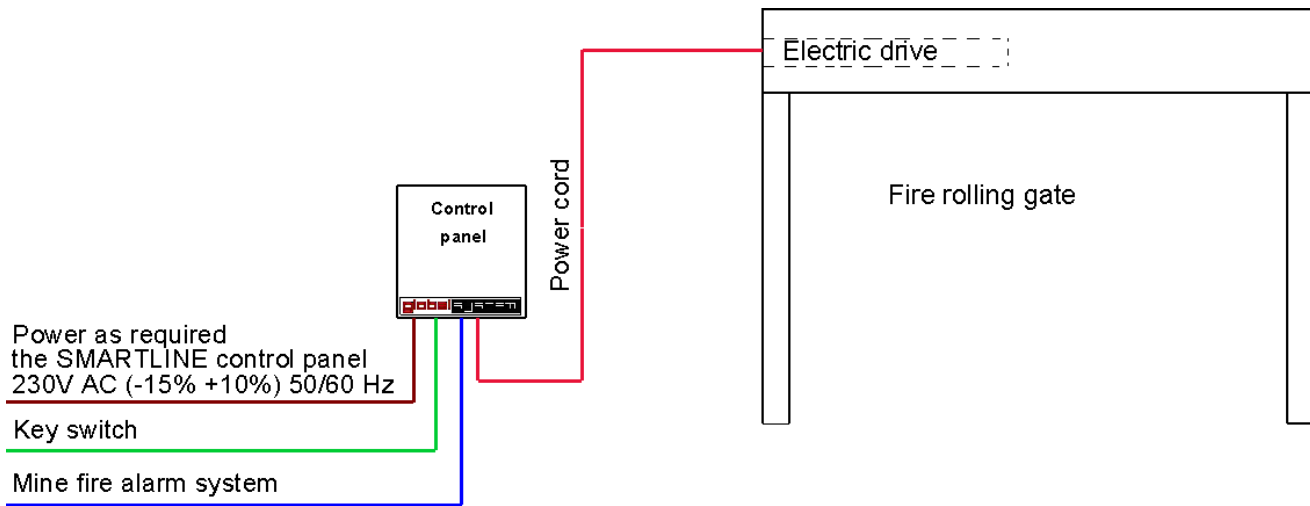 Electric drive
Fire rolling gate
Power cord
Control
panel
global system
Power as required
the SMARTLINE control panel
230V AC (-15% +10%) 50/60 Hz
Key switch
Mine fire alarm system